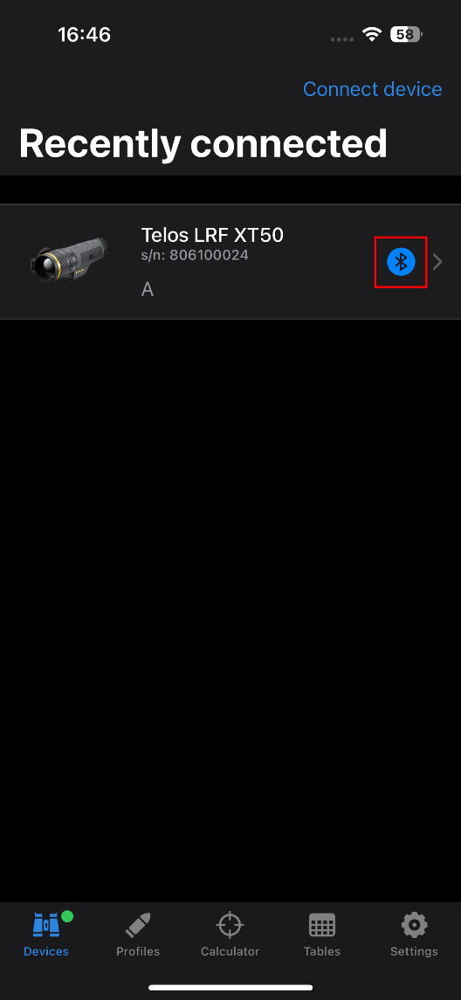 16:46
58
Connect device
Recently connected
Telos LRF XT50
s/n: 806100024
A
Devices
Profiles
Calculator
Tables
Settings